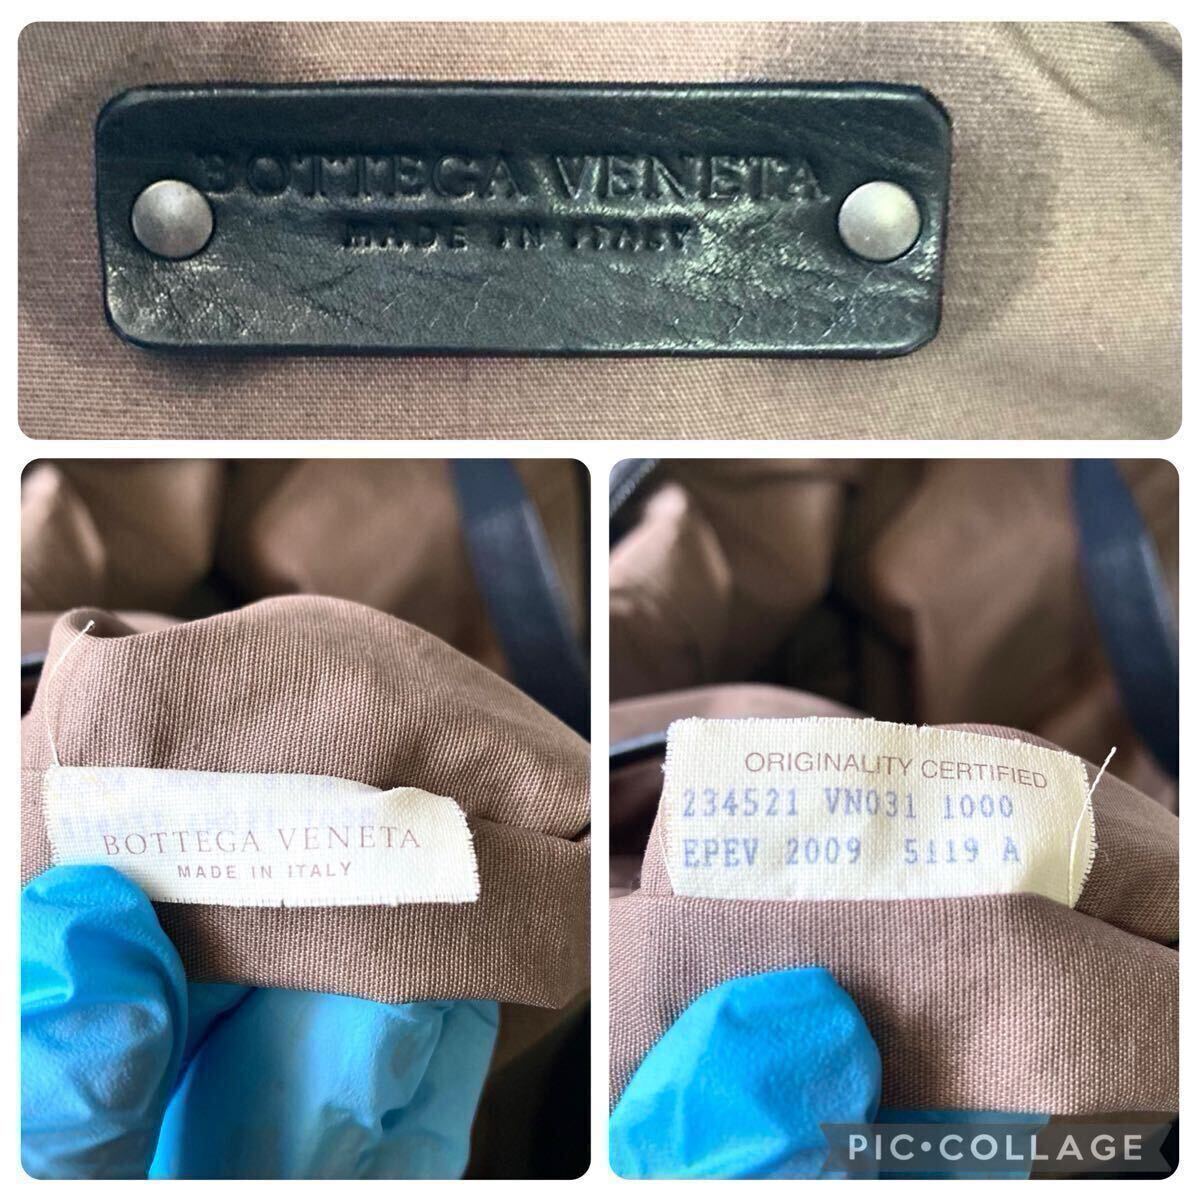 BOTTEGA VENETA
MADE IN ITALY
BOTTEGA VENETA
MADE IN ITALY
ORIGINALITY CERTIFIED
234521 VN031 1000
EPEV 2009 5119 A
PIC•COLLAGE